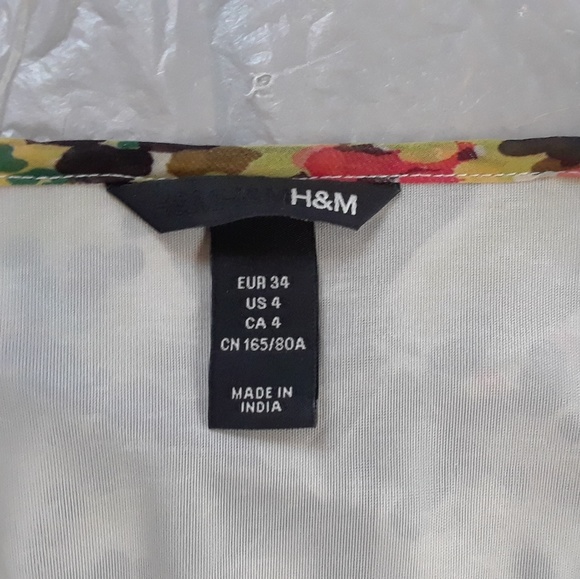 H&M
EUR 34
US 4
CA 4
CN 165/80A
MADE IN
INDIA